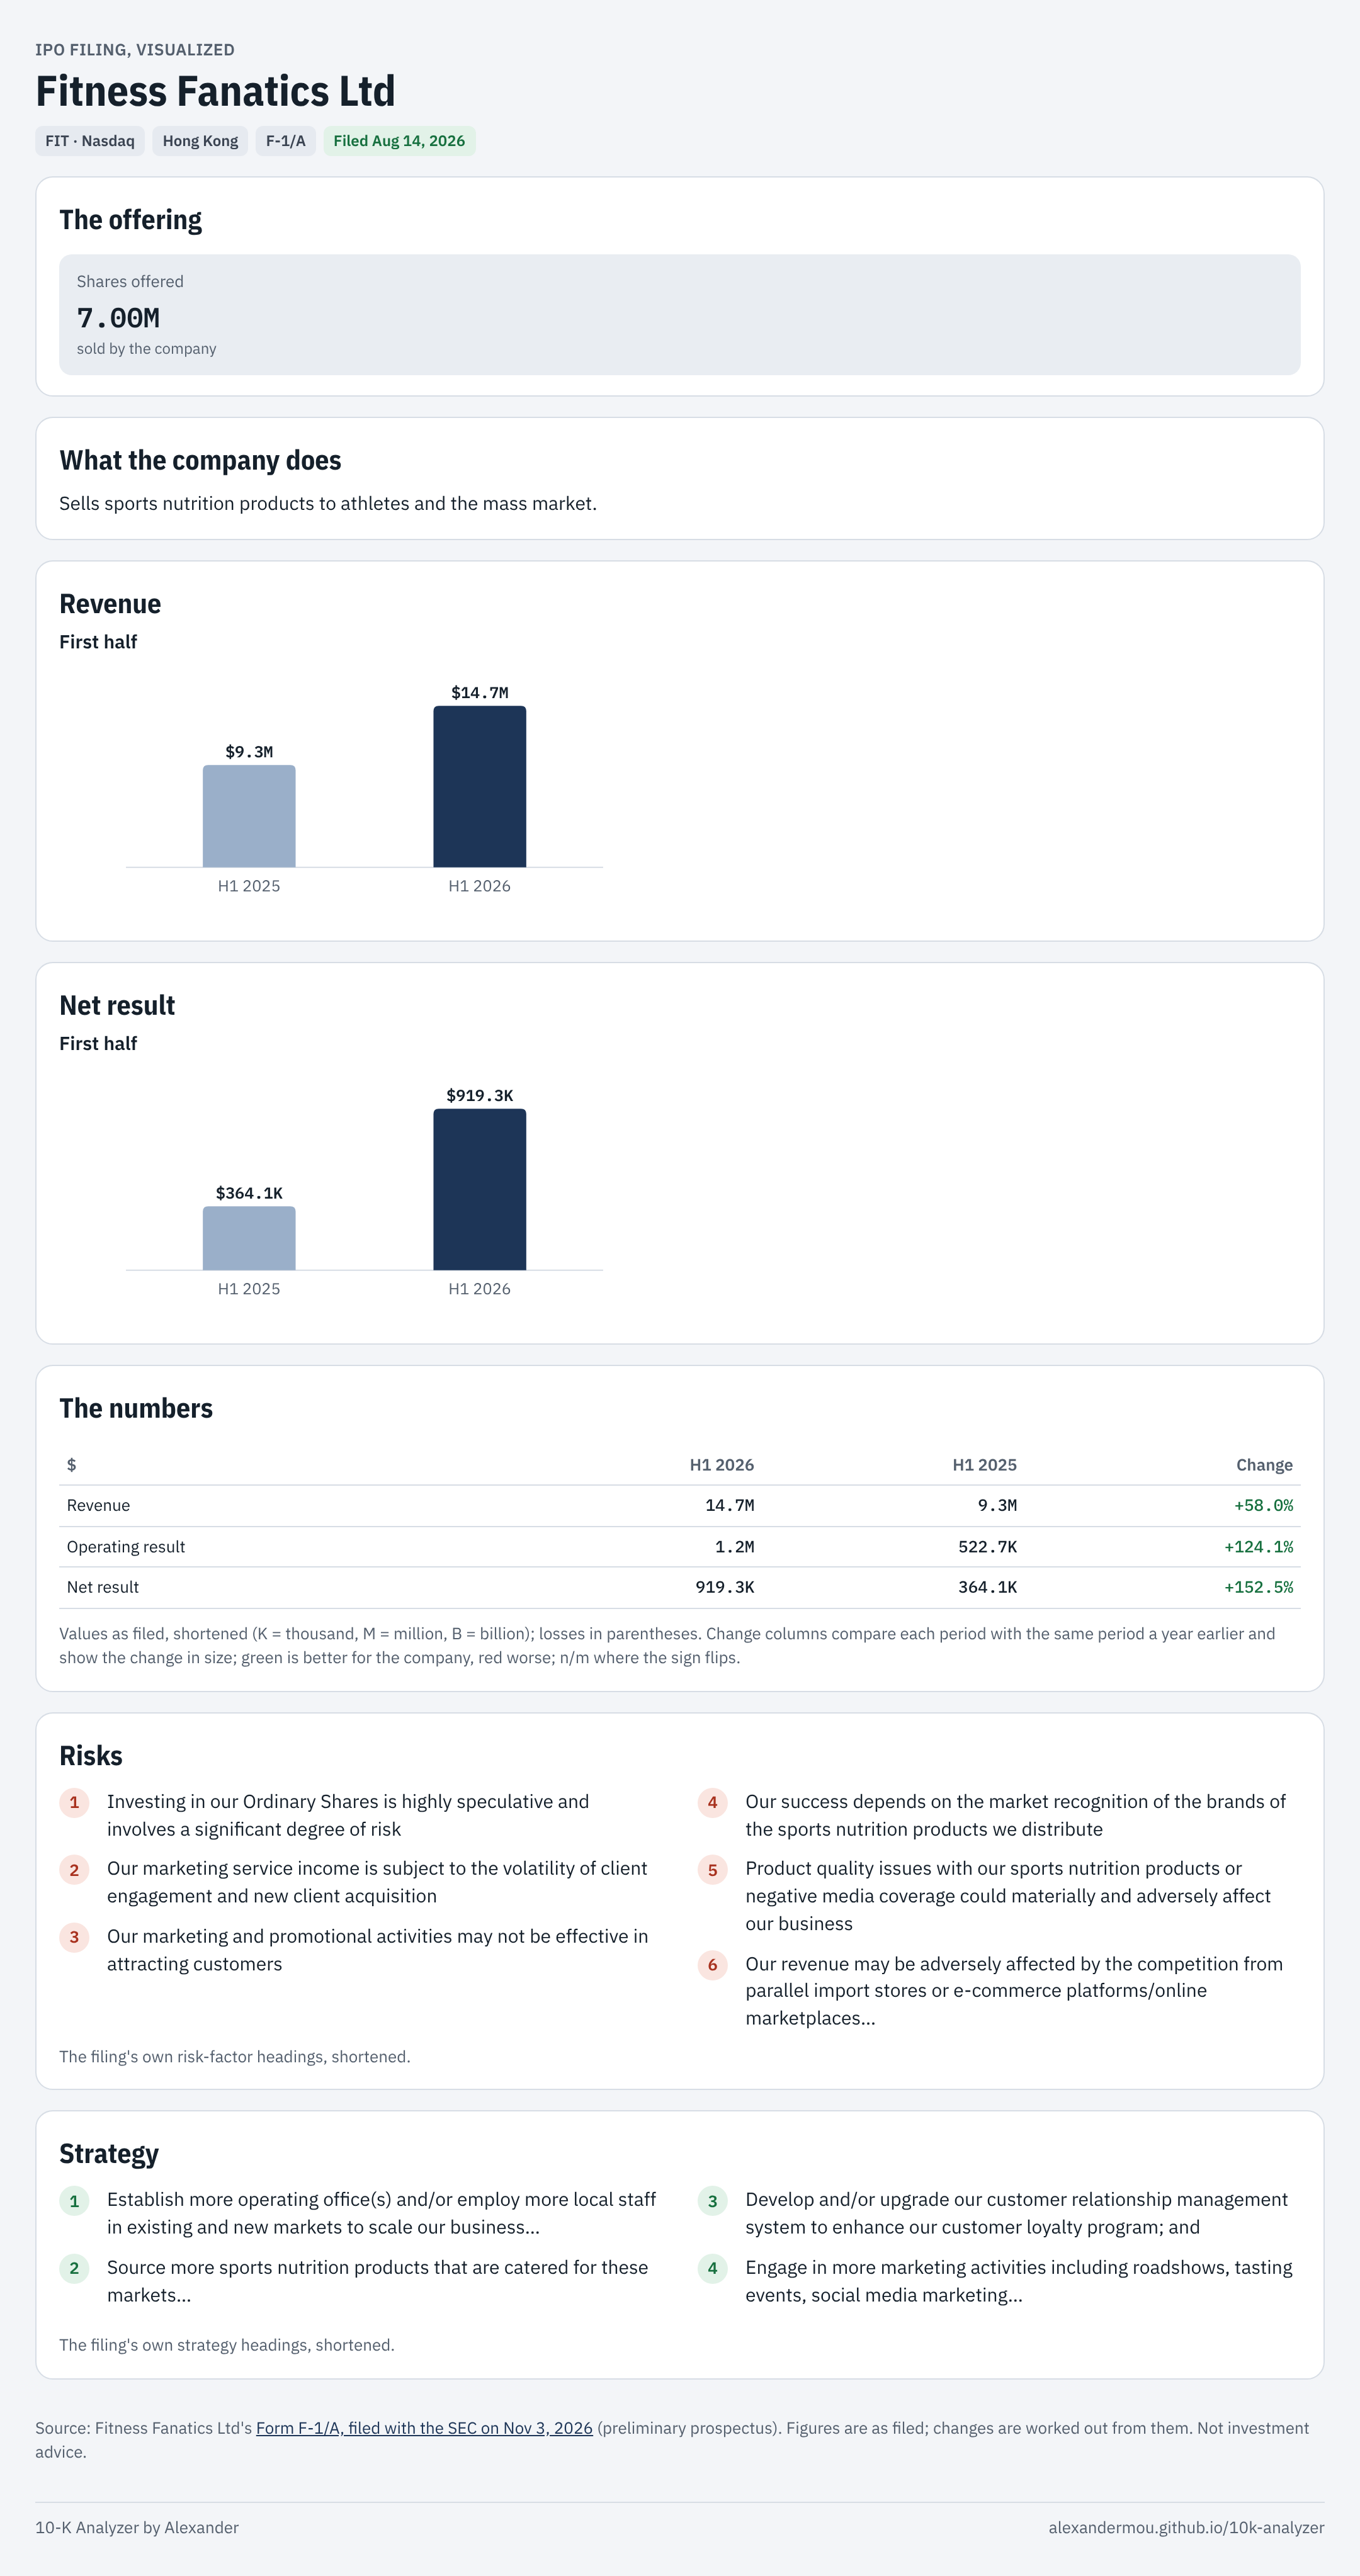 IPO FILING, VISUALIZED
Fitness Fanatics Ltd
FIT · Nasdaq
Hong Kong
F-1/A
Filed Aug 14, 2026
The offering
Shares offered
7.00M
sold by the company
What the company does
Sells sports nutrition products to athletes and the mass market.
Revenue
First half
$9.3M
$14.7M
H1 2025
H1 2026
Net result
First half
$364.1K
$919.3K
H1 2025
H1 2026
The numbers
$ H1 2026 H1 2025 Change
Revenue 14.7M 9.3M +58.0%
Operating result 1.2M 522.7K +124.1%
Net result 919.3K 364.1K +152.5%
Values as filed, shortened (K = thousand, M = million, B = billion); losses in parentheses. Change columns compare each period with the same period a year earlier and
show the change in size; green is better for the company, red worse; n/m where the sign flips.
Risks
1 Investing in our Ordinary Shares is highly speculative and
involves a significant degree of risk
2 Our marketing service income is subject to the volatility of client
engagement and new client acquisition
3 Our marketing and promotional activities may not be effective in
attracting customers
4 Our success depends on the market recognition of the brands of
the sports nutrition products we distribute
5 Product quality issues with our sports nutrition products or
negative media coverage could materially and adversely affect
our business
6 Our revenue may be adversely affected by the competition from
parallel import stores or e-commerce platforms/online
marketplaces...
The filing's own risk-factor headings, shortened.
Strategy
1 Establish more operating office(s) and/or employ more local staff
in existing and new markets to scale our business...
2 Source more sports nutrition products that are catered for these
markets...
3 Develop and/or upgrade our customer relationship management
system to enhance our customer loyalty program; and
4 Engage in more marketing activities including roadshows, tasting
events, social media marketing...
The filing's own strategy headings, shortened.
Source: Fitness Fanatics Ltd's Form F-1/A, filed with the SEC on Nov 3, 2026 (preliminary prospectus). Figures are as filed; changes are worked out from them. Not investment
advice.
10-K Analyzer by Alexander
alexandermou.github.io/10k-analyzer